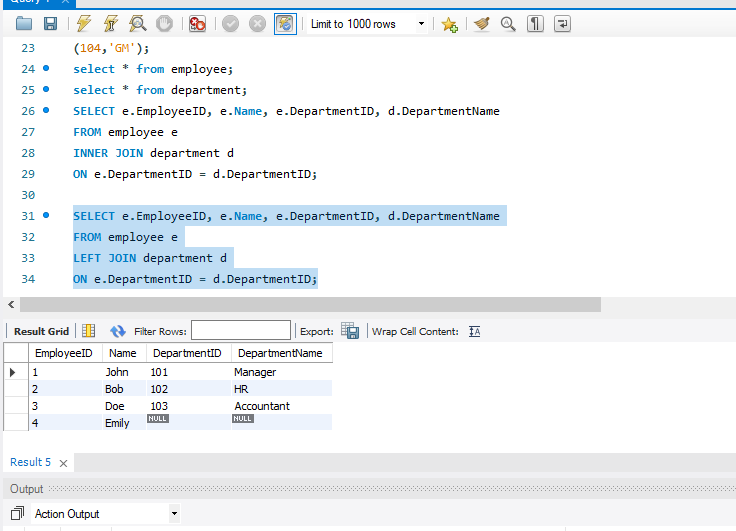 Query 1
Limit to 1000 rows
23 (104,'GM');
24 select * from employee;
25 select * from department;
26 SELECT e.EmployeeID, e.Name, e.DepartmentID, d.DepartmentName
27 FROM employee e
28 INNER JOIN department d
29 ON e.DepartmentID = d.DepartmentID;
30
31 SELECT e.EmployeeID, e.Name, e.DepartmentID, d.DepartmentName
32 FROM employee e
33 LEFT JOIN department d
34 ON e.DepartmentID = d.DepartmentID;
Result Grid Filter Rows: Export: Wrap Cell Content: IA
EmployeeID Name DepartmentID DepartmentName
1 John 101 Manager
2 Bob 102 HR
3 Doe 103 Accountant
4 Emily NULL NULL
Result 5
Output
Action Output